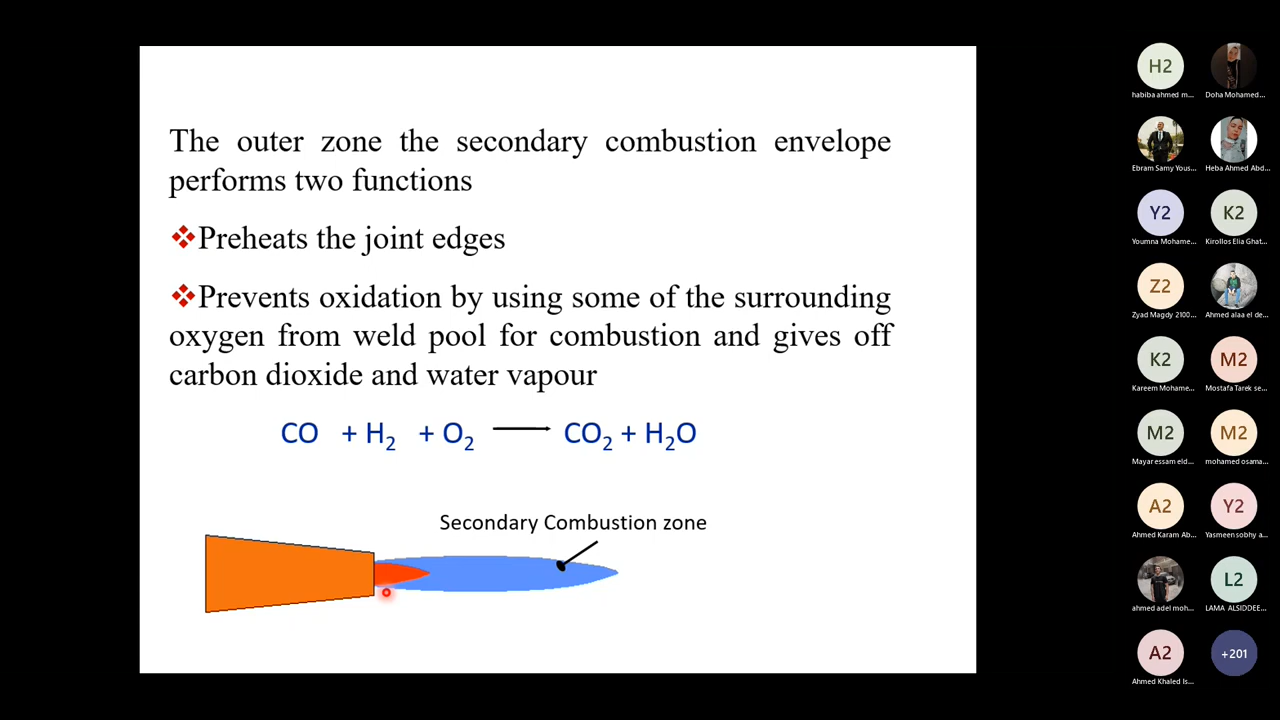 The outer zone the secondary combustion envelope
performs two functions
❖Preheats the joint edges
❖Prevents oxidation by using some of the surrounding
oxygen from weld pool for combustion and gives off
carbon dioxide and water vapour
CO + H₂ + O₂ ⟶ CO₂ + H₂O
Secondary Combustion zone
H2
habiba ahmed m...
Doha Mohamed...
Ebram Samy Yous...
Heba Ahmed Abd...
Y2
K2
Youmna Mohame...
Kirollos Elia Ghat...
Z2
Zyad Magdy 2100...
Ahmed alaa el de...
K2
M2
Kareem Mohame...
Mostafa Tarek se...
M2
M2
Mayar essam eld...
mohamed osama...
A2
Y2
Ahmed Karam Ab...
Yasmeen sobhy a...
L2
ahmed adel moh...
LAMA ALSIDDEE...
A2
+201
Ahmed Khaled Is...